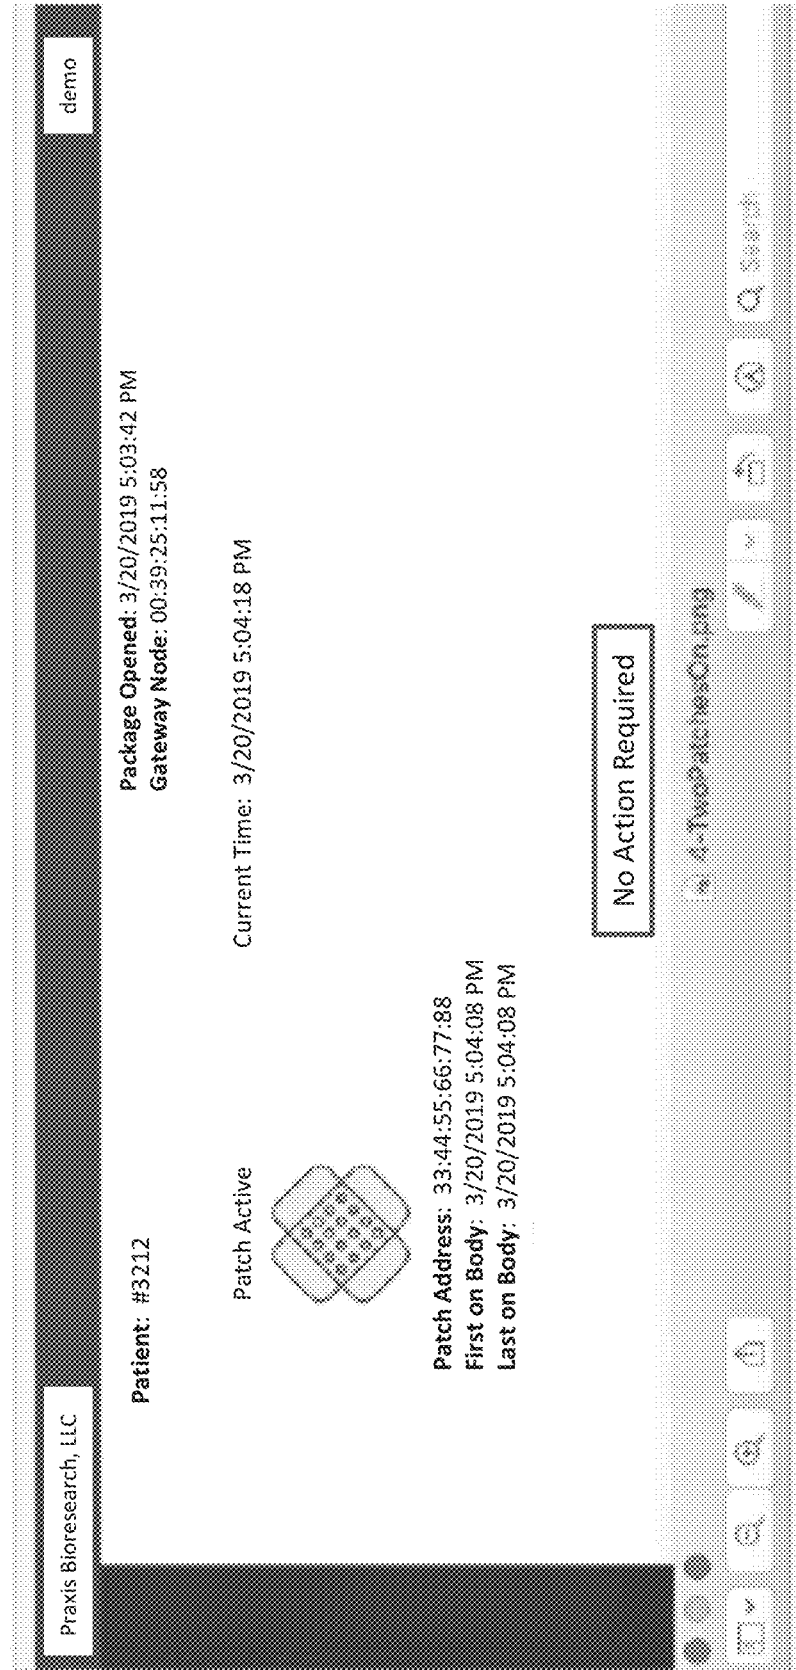 Praxis Bioresearch, LLC
demo
Patient: #3212
Package Opened: 3/20/2019 5:03:42 PM
Gateway Node: 00:39:25:11:58
Patch Active
Current Time: 3/20/2019 5:04:18 PM
Patch Address: 33:44:55:66:77:88
First on Body: 3/20/2019 5:04:08 PM
Last on Body: 3/20/2019 5:04:08 PM
No Action Required
4-TwoPatchesOn.png
Search